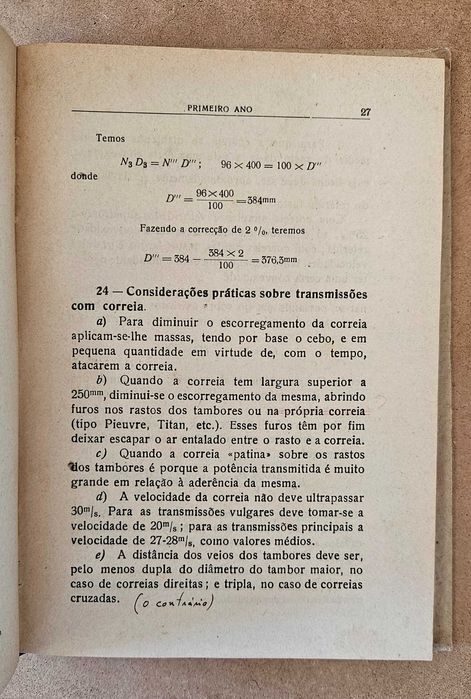 PRIMEIRO ANO 27
Temos
N₃ D₃ = N''' D''' ; 96 × 400 = 100 × D'''
donde
D''' = 96×400 / 100 = 384mm
Fazendo a correcção de 2 %, teremos
D''' = 384 − 384 × 2 / 100 = 376,3mm
24 — Considerações práticas sobre transmissões
com correia.
a) Para diminuir o escorregamento da correia
aplicam-se-lhe massas, tendo por base o cebo, e em
pequena quantidade em virtude de, com o tempo,
atacarem a correia.
b) Quando a correia tem largura superior a
250mm, diminui-se o escorregamento da mesma, abrindo
furos nos rastos dos tambores ou na própria correia
(tipo Pieuvre, Titan, etc.). Esses furos têm por fim
deixar escapar o ar entalado entre o rasto e a correia.
c) Quando a correia «patina» sobre os rastos
dos tambores é porque a potência transmitida é muito
grande em relação à aderência da mesma.
d) A velocidade da correia não deve ultrapassar
30m/s. Para as transmissões vulgares deve tomar-se a
velocidade de 20m/s ; para as transmissões principais a
velocidade de 27-28m/s, como valores médios.
e) A distância dos veios dos tambores deve ser,
pelo menos dupla do diâmetro do tambor maior, no
caso de correias direitas ; e tripla, no caso de correias
cruzadas. (o contrário)